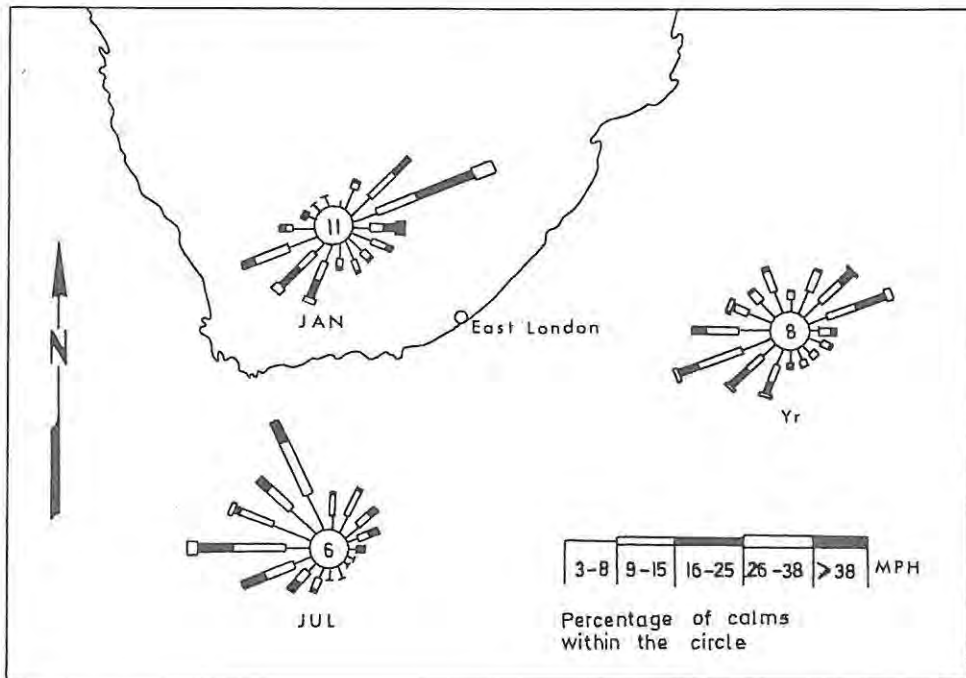 11
JAN
East London
N
8
Yr
6
JUL
3-8 9-15 16-25 26-38 ⩾38 MPH
Percentage of calms
within the circle